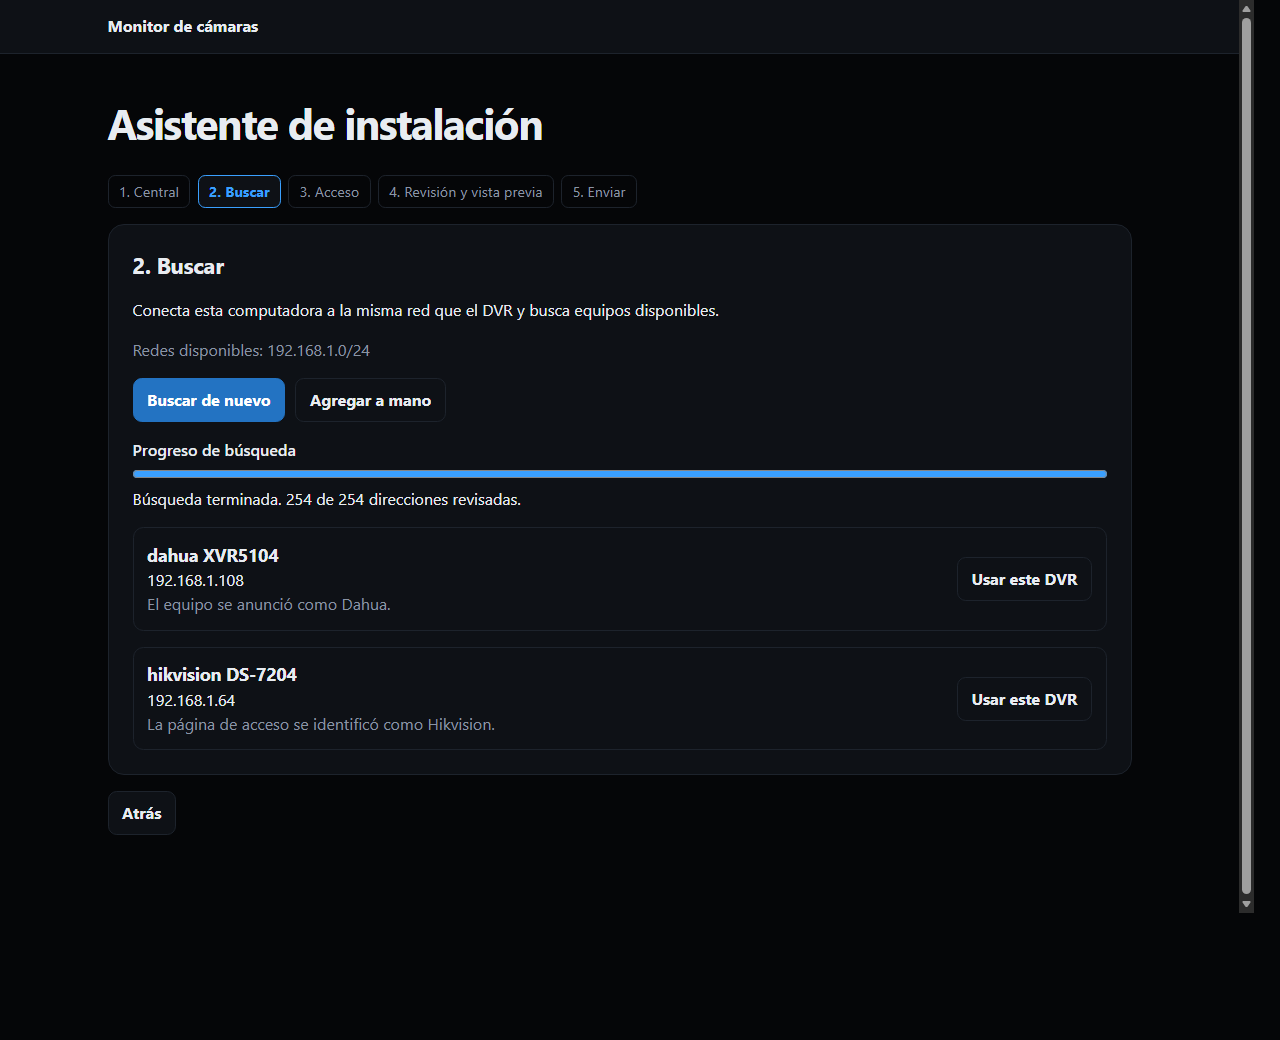 Monitor de cámaras
Asistente de instalación
1. Central
2. Buscar
3. Acceso
4. Revisión y vista previa
5. Enviar
2. Buscar
Conecta esta computadora a la misma red que el DVR y busca equipos disponibles.
Redes disponibles: 192.168.1.0/24
Buscar de nuevo
Agregar a mano
Progreso de búsqueda
Búsqueda terminada. 254 de 254 direcciones revisadas.
dahua XVR5104
192.168.1.108
El equipo se anunció como Dahua.
Usar este DVR
hikvision DS-7204
192.168.1.64
La página de acceso se identificó como Hikvision.
Usar este DVR
Atrás